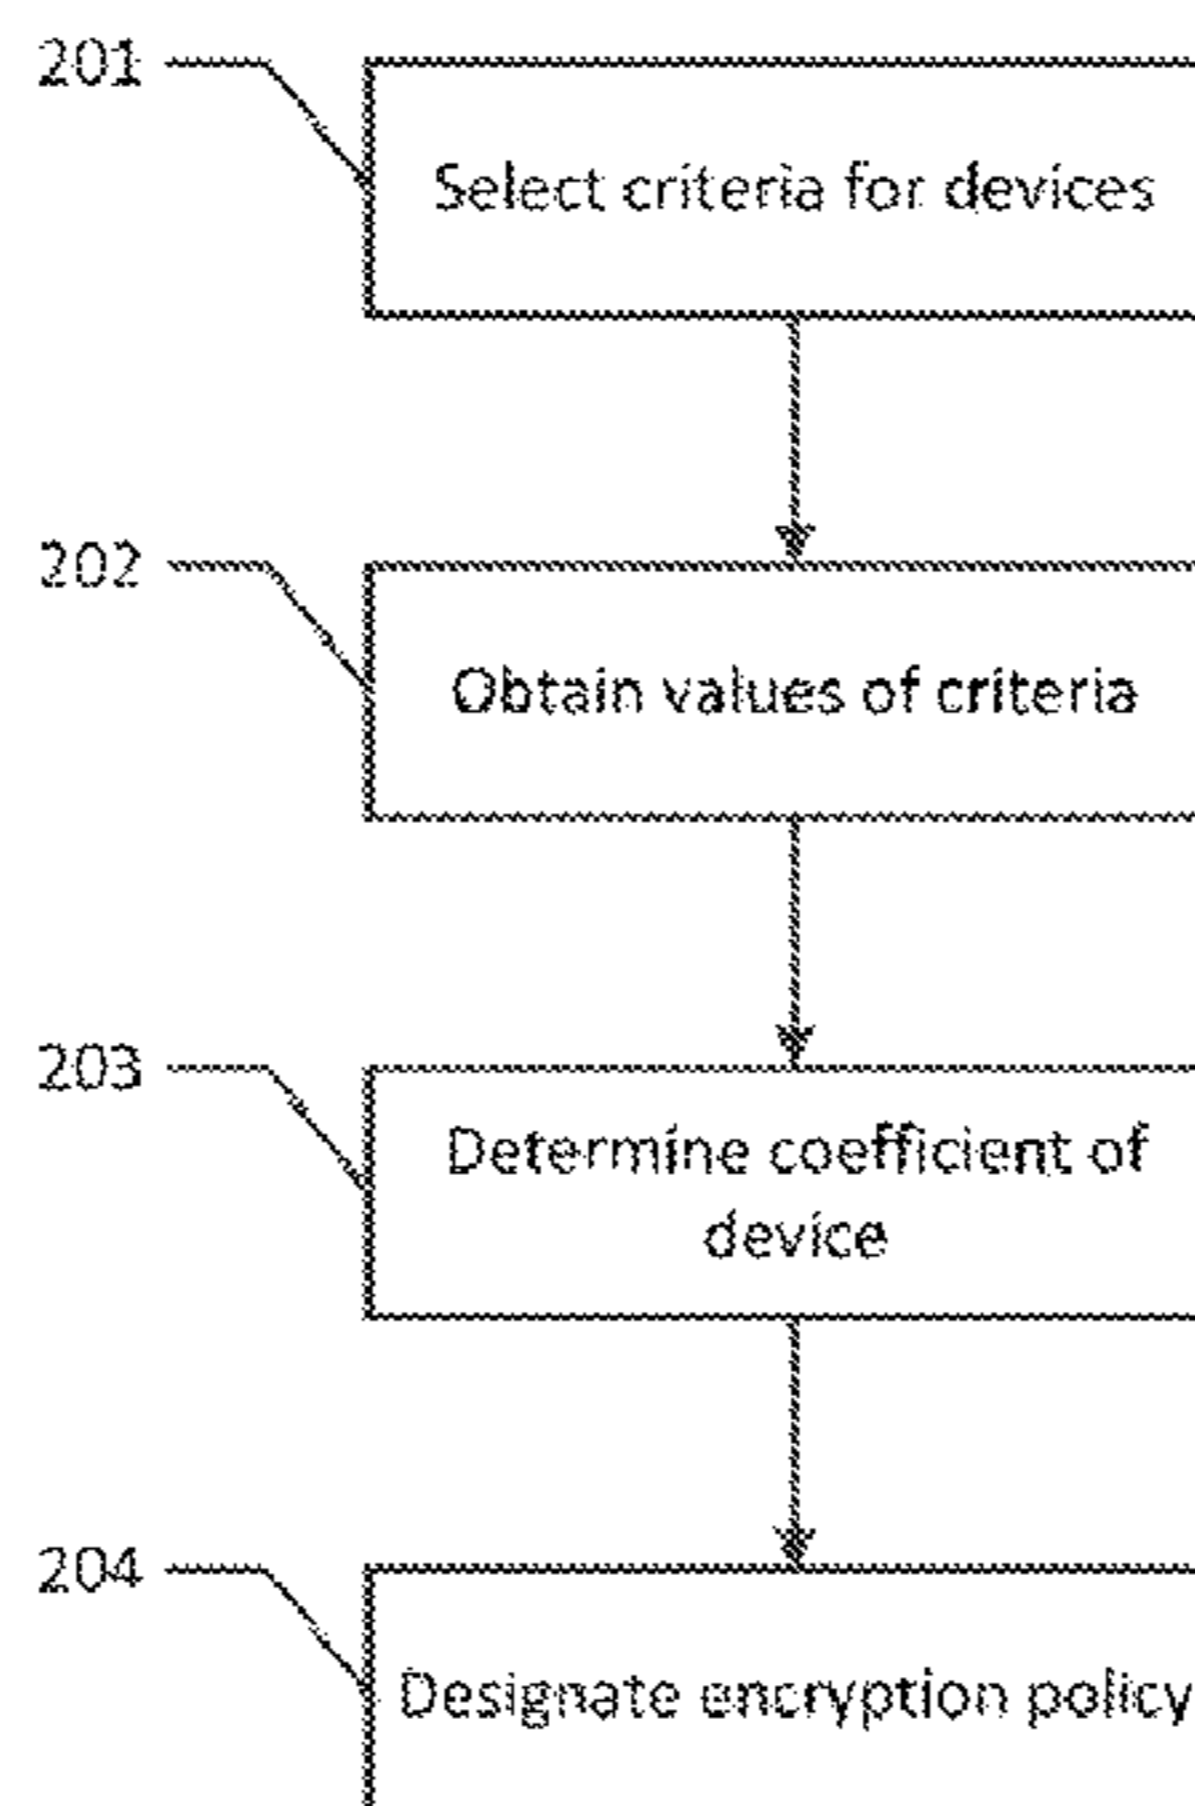 201
Select criteria for devices
202
Obtain values of criteria
203
Determine coefficient of
device
204
Designate encryption policy